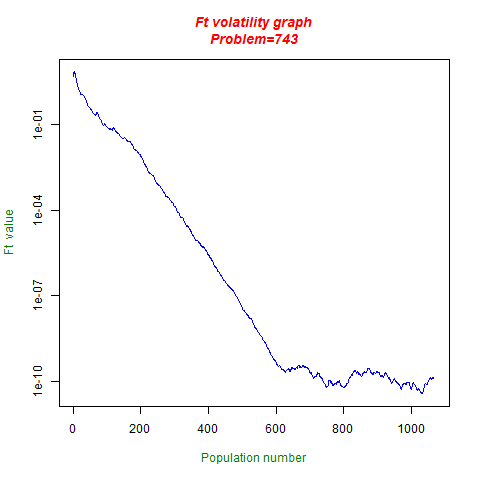 Ft volatility graph
Problem=743
1e-01
1e-04
1e-07
1e-10
Ft value
0 200 400 600 800 1000
Population number